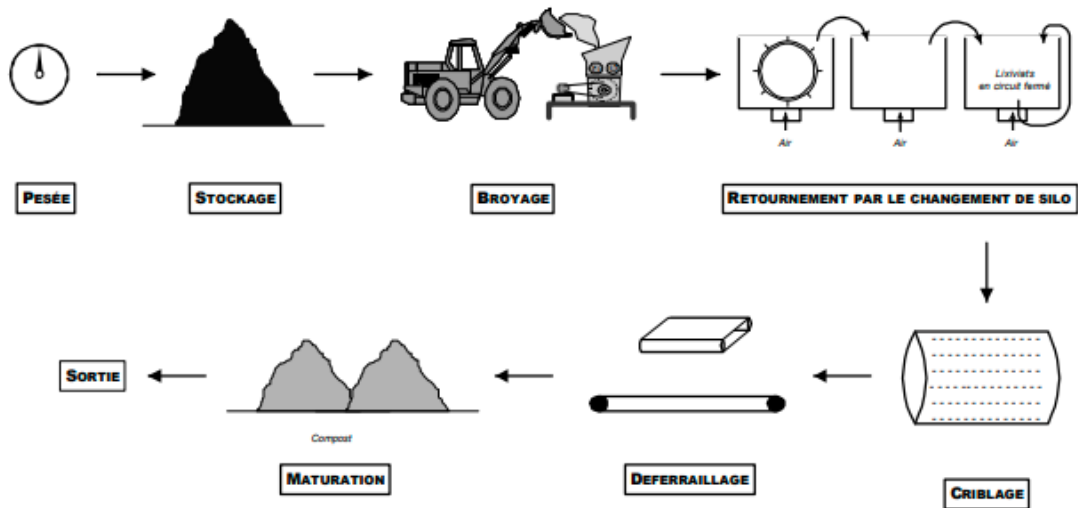 Lixiviats
en circuit fermé
Air
Air
Air
PESÉE
STOCKAGE
BROYAGE
RETOURNEMENT PAR LE CHANGEMENT DE SILO
SORTIE
Compost
MATURATION
DEFERRAILLAGE
CRIBLAGE